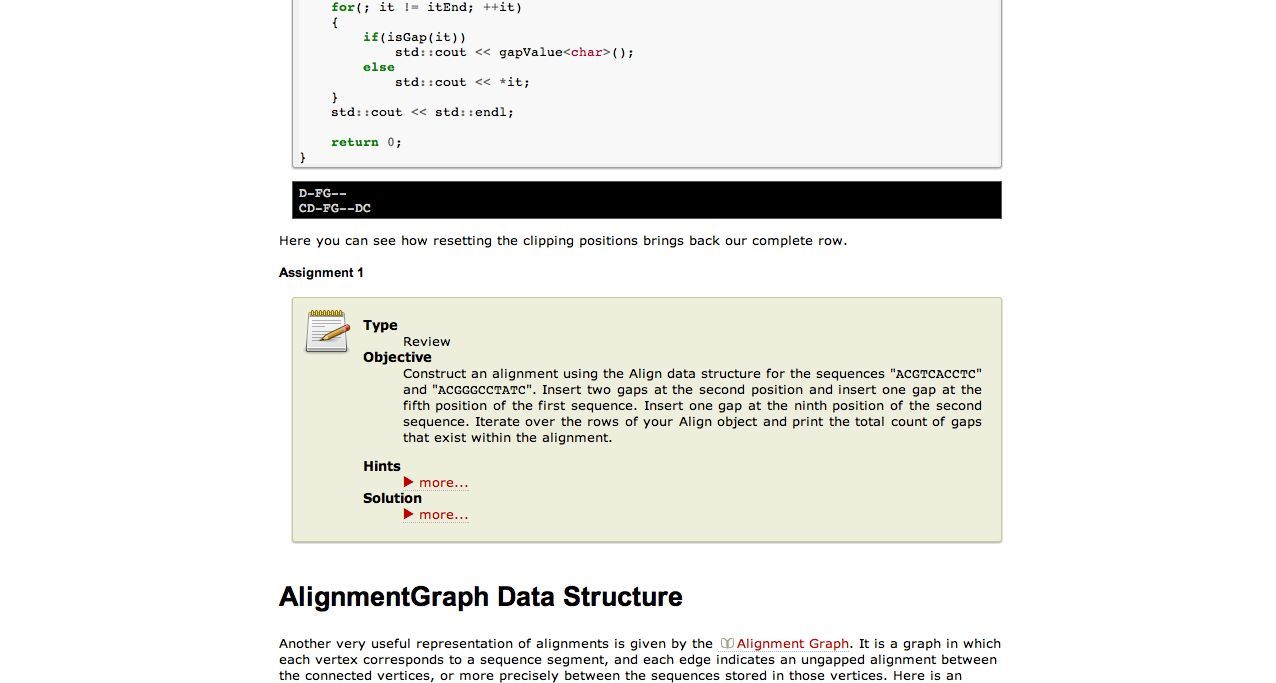 for(; it != itEnd; ++it)
{
if(isGap(it))
std::cout << gapValue<char>();
else
std::cout << *it;
}
std::cout << std::endl;
return 0;
}
D-FG--
CD-FG--DC
Here you can see how resetting the clipping positions brings back our complete row.
Assignment 1
Type
Review
Objective
Construct an alignment using the Align data structure for the sequences "ACGTCACCTC"
and "ACGGGCCTATC". Insert two gaps at the second position and insert one gap at the
fifth position of the first sequence. Insert one gap at the ninth position of the second
sequence. Iterate over the rows of your Align object and print the total count of gaps
that exist within the alignment.
Hints
more...
Solution
more...
AlignmentGraph Data Structure
Another very useful representation of alignments is given by the Alignment Graph. It is a graph in which
each vertex corresponds to a sequence segment, and each edge indicates an ungapped alignment between
the connected vertices, or more precisely between the sequences stored in those vertices. Here is an